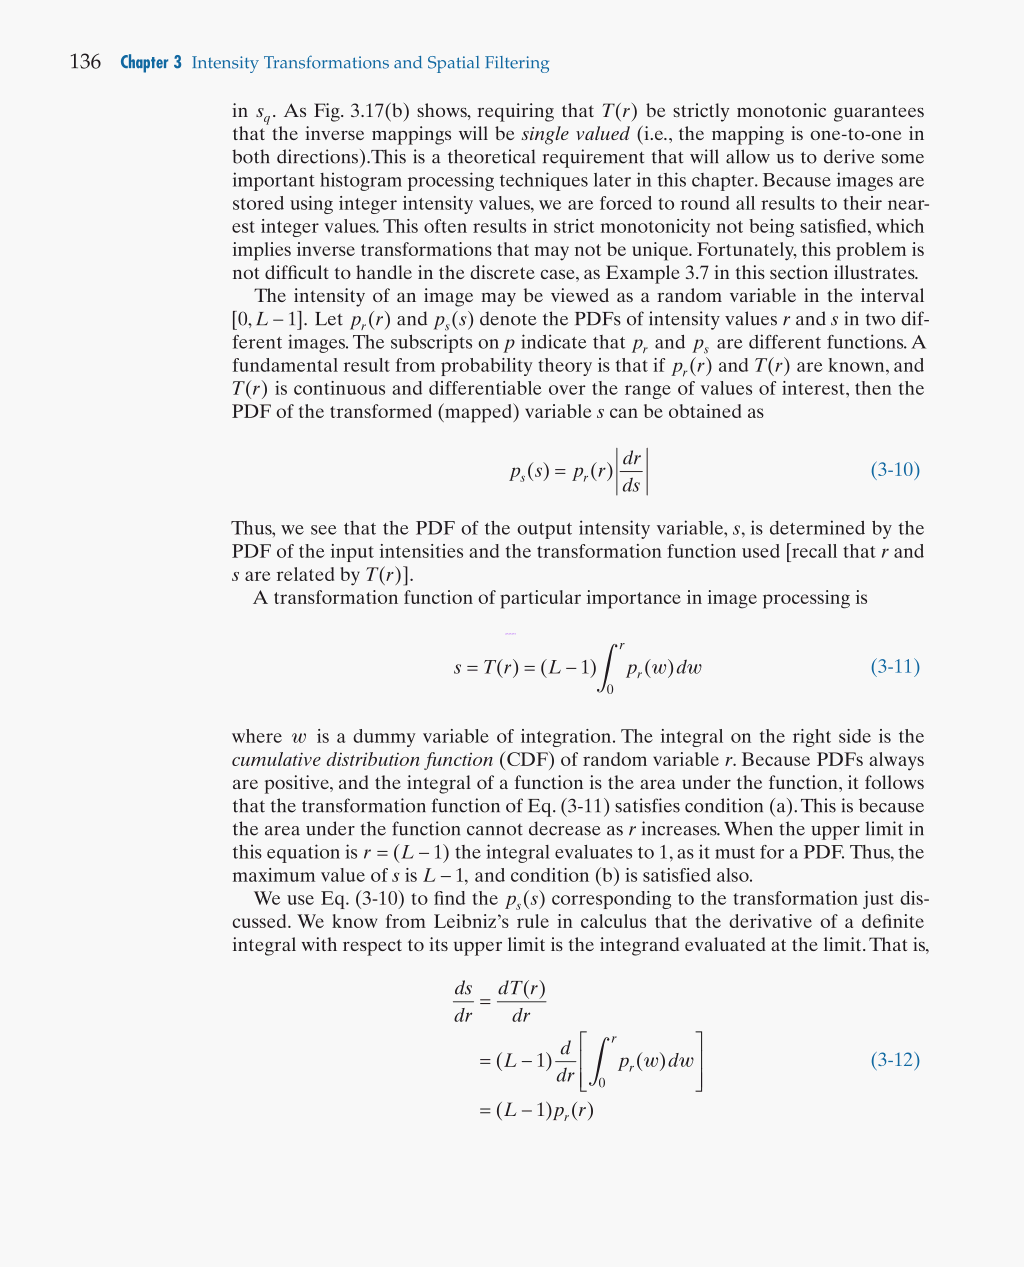 136 Chapter 3 Intensity Transformations and Spatial Filtering
in s_q. As Fig. 3.17(b) shows, requiring that T(r) be strictly monotonic guarantees
that the inverse mappings will be single valued (i.e., the mapping is one-to-one in
both directions).This is a theoretical requirement that will allow us to derive some
important histogram processing techniques later in this chapter. Because images are
stored using integer intensity values, we are forced to round all results to their near-
est integer values. This often results in strict monotonicity not being satisfied, which
implies inverse transformations that may not be unique. Fortunately, this problem is
not difficult to handle in the discrete case, as Example 3.7 in this section illustrates.
The intensity of an image may be viewed as a random variable in the interval
[0, L − 1]. Let p_r(r) and p_s(s) denote the PDFs of intensity values r and s in two dif-
ferent images. The subscripts on p indicate that p_r and p_s are different functions. A
fundamental result from probability theory is that if p_r(r) and T(r) are known, and
T(r) is continuous and differentiable over the range of values of interest, then the
PDF of the transformed (mapped) variable s can be obtained as
p_s(s) = p_r(r) |dr/ds| (3-10)
Thus, we see that the PDF of the output intensity variable, s, is determined by the
PDF of the input intensities and the transformation function used [recall that r and
s are related by T(r)].
A transformation function of particular importance in image processing is
s = T(r) = (L − 1) ∫_0^r p_r(w) dw (3-11)
where w is a dummy variable of integration. The integral on the right side is the
cumulative distribution function (CDF) of random variable r. Because PDFs always
are positive, and the integral of a function is the area under the function, it follows
that the transformation function of Eq. (3-11) satisfies condition (a). This is because
the area under the function cannot decrease as r increases. When the upper limit in
this equation is r = (L − 1) the integral evaluates to 1, as it must for a PDF. Thus, the
maximum value of s is L − 1, and condition (b) is satisfied also.
We use Eq. (3-10) to find the p_s(s) corresponding to the transformation just dis-
cussed. We know from Leibniz's rule in calculus that the derivative of a definite
integral with respect to its upper limit is the integrand evaluated at the limit. That is,
ds/dr = dT(r)/dr
= (L − 1) d/dr [∫_0^r p_r(w) dw] (3-12)
= (L − 1)p_r(r)